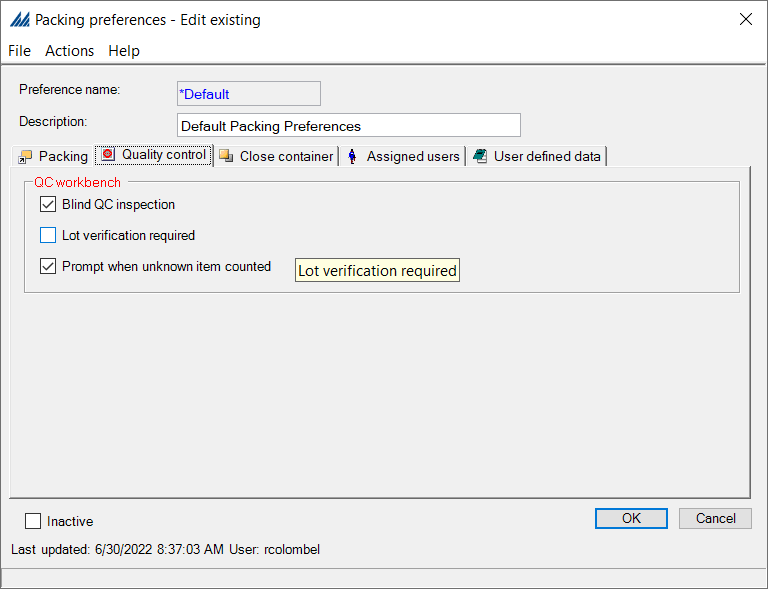 Packing preferences - Edit existing
File Actions Help
Preference name: *Default
Description: Default Packing Preferences
Packing Quality control Close container Assigned users User defined data
QC workbench
Blind QC inspection
Lot verification required
Prompt when unknown item counted
Lot verification required
Inactive OK Cancel
Last updated: 6/30/2022 8:37:03 AM User: rcolombel